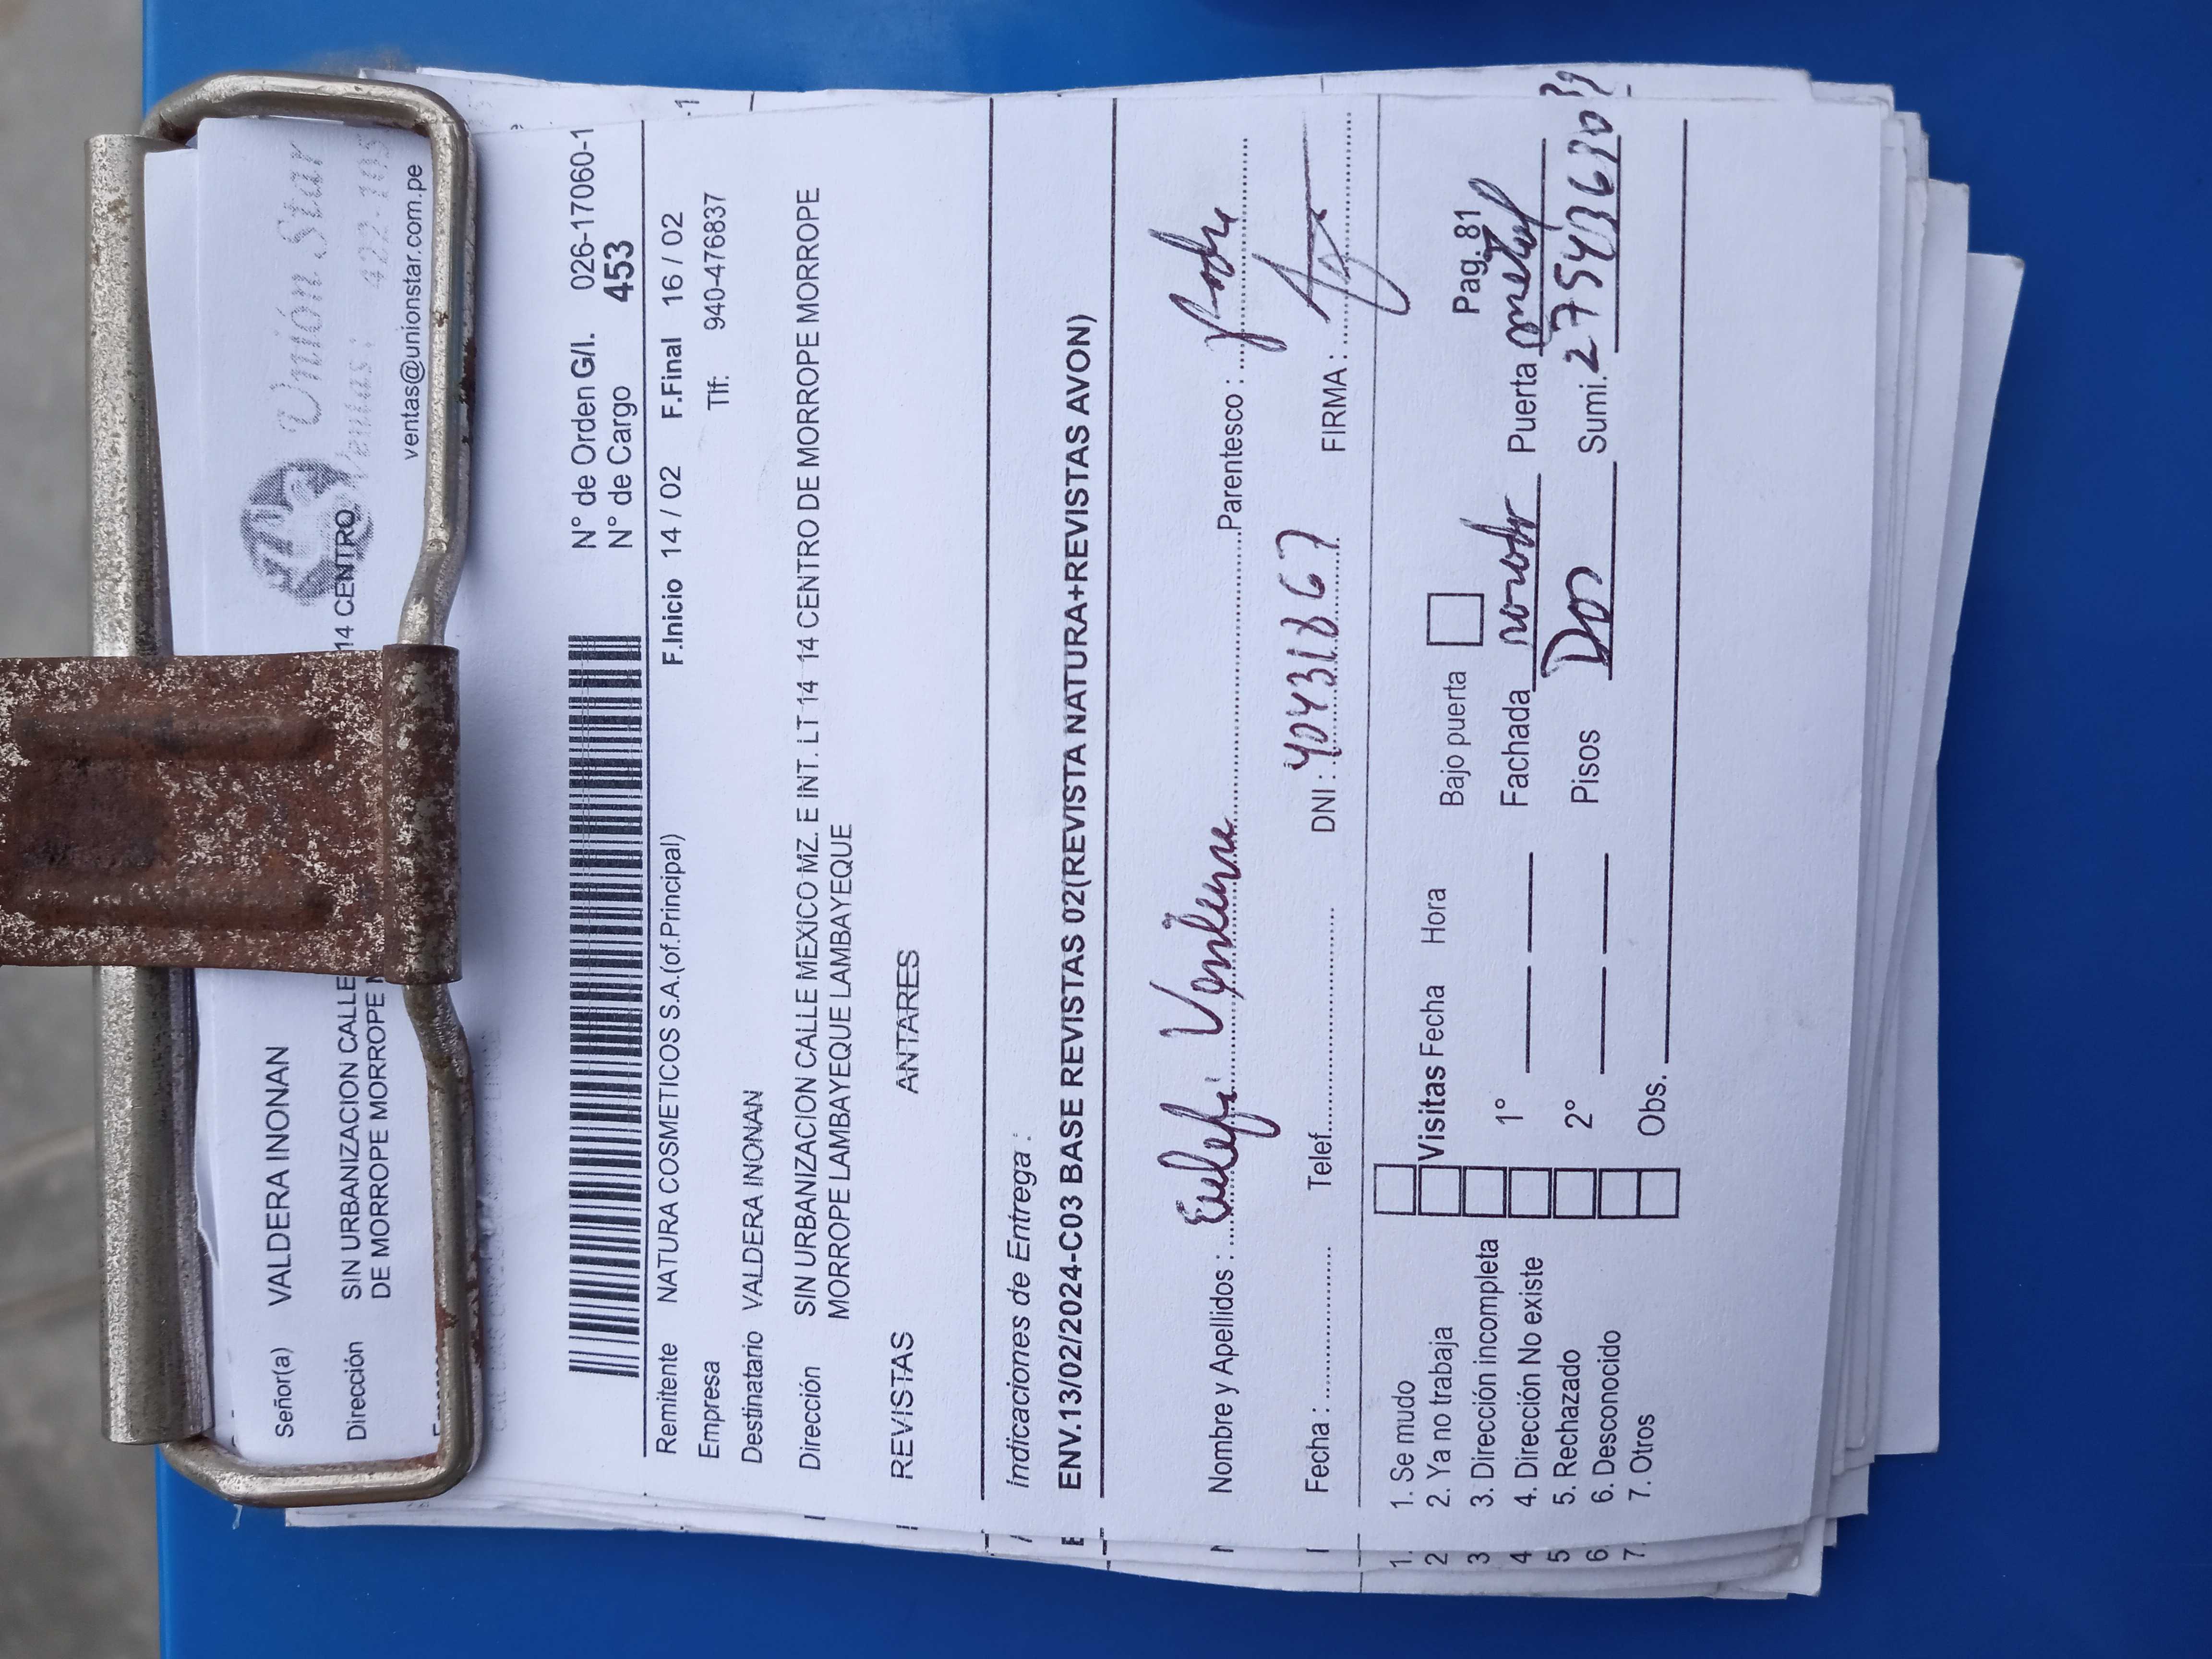 Unión Star
Ventas: 422-105
ventas@unionstar.com.pe
Señor(a) VALDERA INONAN
Dirección SIN URBANIZACION CALLE 14 CENTRO
DE MORROPE MORROPE
N° de Orden G/I. 026-17060-1
N° de Cargo 453
F.Inicio 14 / 02 F.Final 16 / 02
Remitente NATURA COSMETICOS S.A.(of.Principal)
Empresa Tlf: 940-476837
Destinatario VALDERA INONAN
Dirección SIN URBANIZACION CALLE MEXICO MZ. E INT. LT 14 14 CENTRO DE MORROPE MORROPE
MORROPE LAMBAYEQUE LAMBAYEQUE
REVISTAS ANTARES
Indicaciones de Entrega :
ENV.13/02/2024-C03 BASE REVISTAS 02(REVISTA NATURA+REVISTAS AVON)
Nombre y Apellidos : Parentesco :
Fecha : Telef. DNI : FIRMA :
1. Se mudo
2. Ya no trabaja
3. Dirección incompleta
4. Dirección No existe
5. Rechazado
6. Desconocido
7. Otros
Visitas Fecha Hora Bajo puerta Pag. 81
1° Fachada Puerta
2° Pisos Dos Sumi.
Obs.